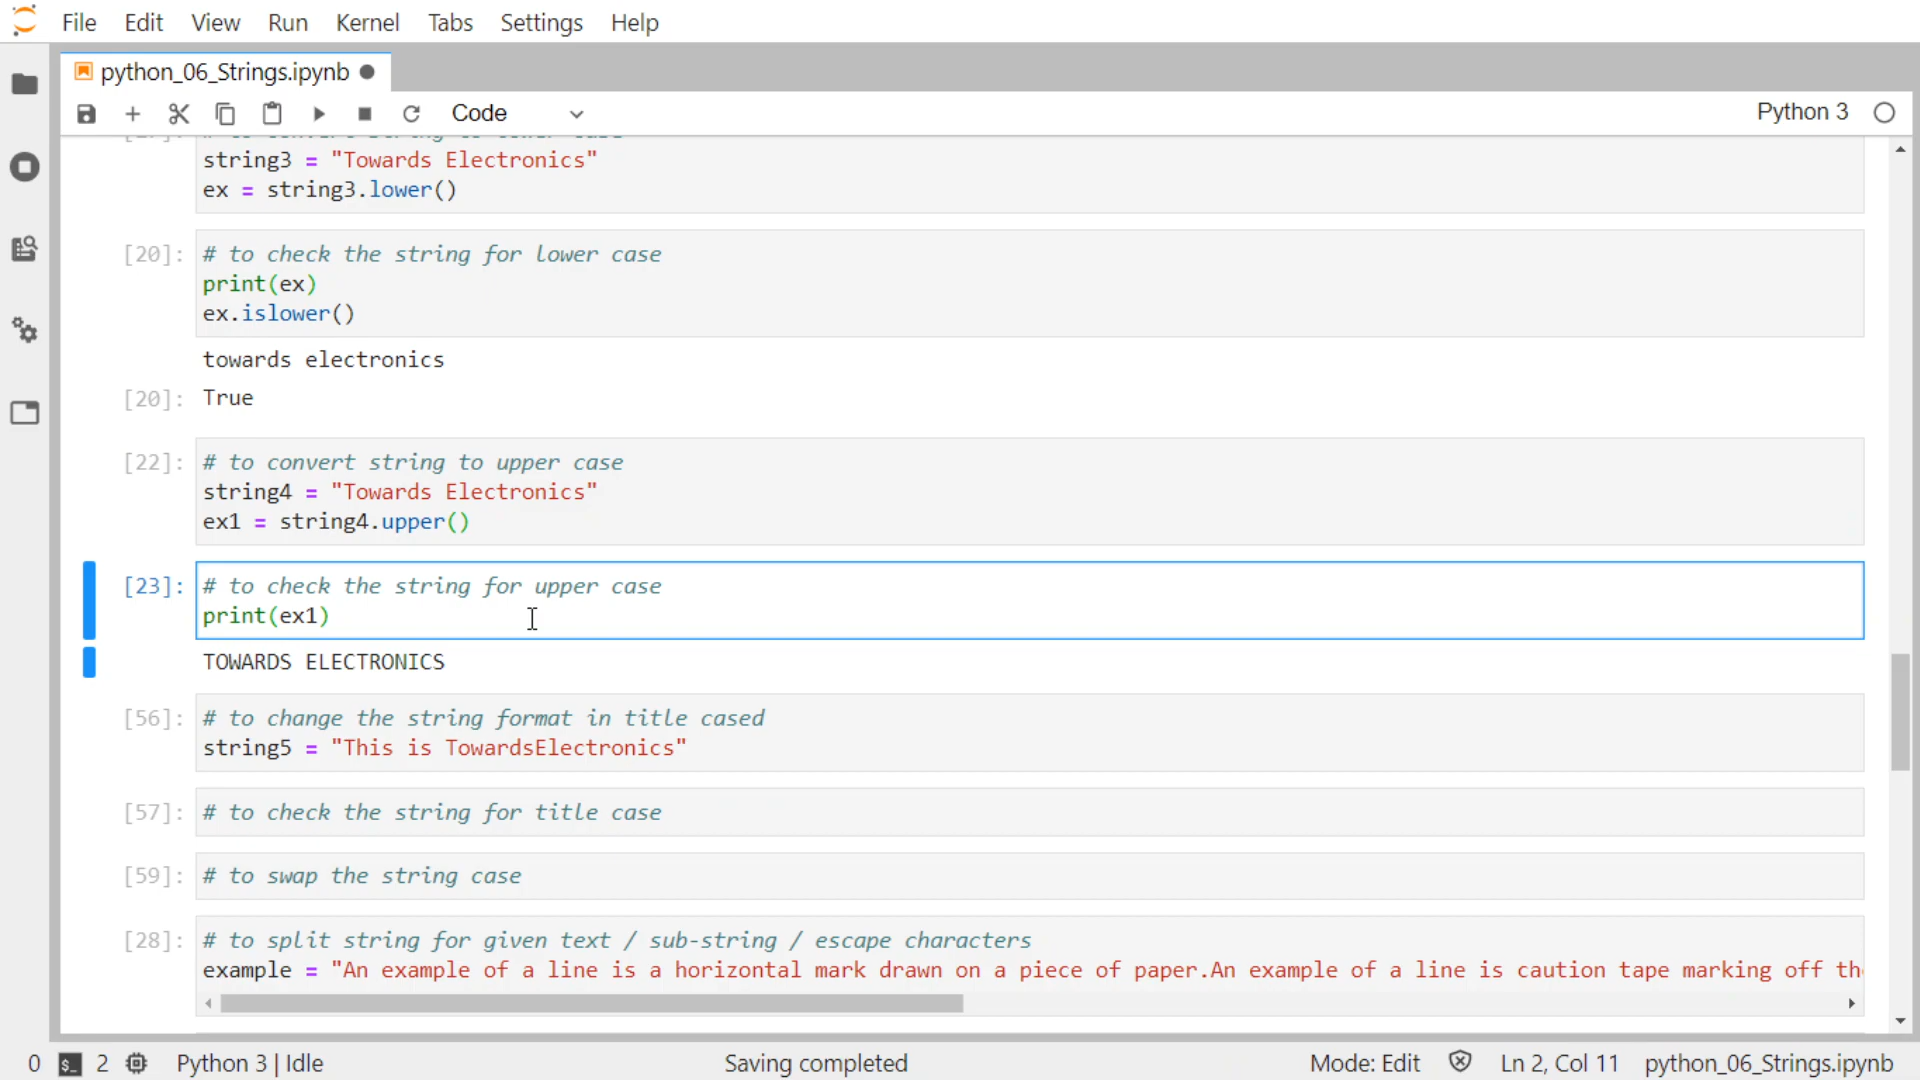 File Edit View Run Kernel Tabs Settings Help
python_06_Strings.ipynb
Code
Python 3
string3 = "Towards Electronics"
ex = string3.lower()
[20]: # to check the string for lower case
print(ex)
ex.islower()
towards electronics
[20]: True
[22]: # to convert string to upper case
string4 = "Towards Electronics"
ex1 = string4.upper()
[23]: # to check the string for upper case
print(ex1)
TOWARDS ELECTRONICS
[56]: # to change the string format in title cased
string5 = "This is TowardsElectronics"
[57]: # to check the string for title case
[59]: # to swap the string case
[28]: # to split string for given text / sub-string / escape characters
example = "An example of a line is a horizontal mark drawn on a piece of paper.An example of a line is caution tape marking off
0 $_ 2 Python 3 | Idle Saving completed Mode: Edit Ln 2, Col 11 python_06_Strings.ipynb